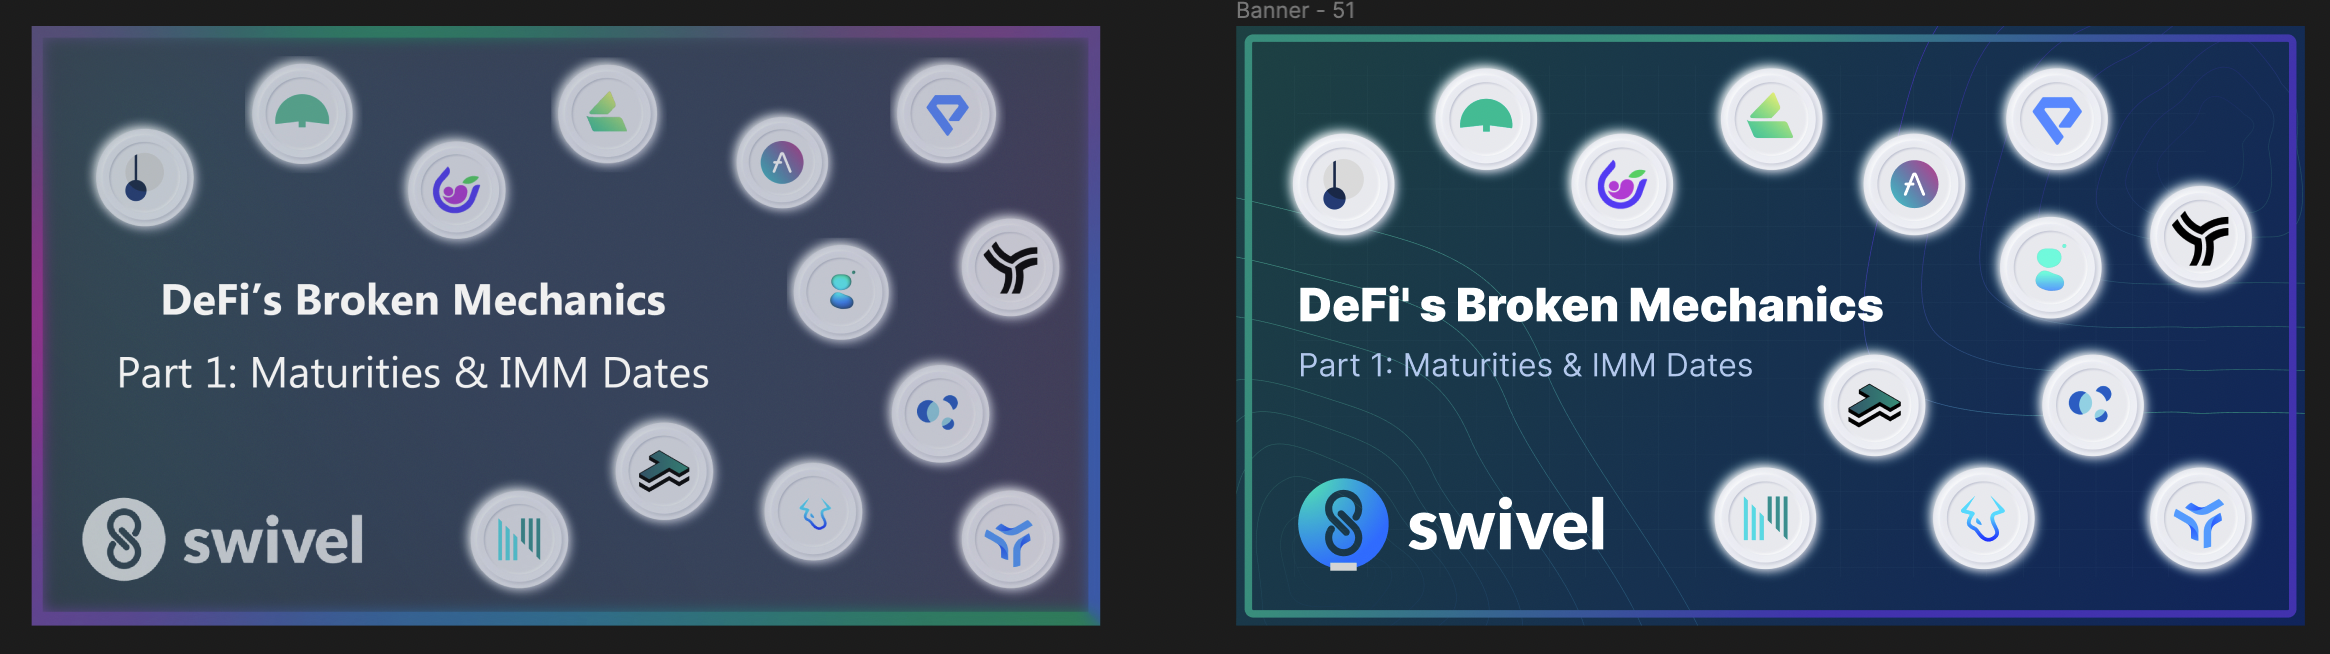 Banner - 51
DeFi’s Broken Mechanics
Part 1: Maturities & IMM Dates
swivel
DeFi' s Broken Mechanics
Part 1: Maturities & IMM Dates
swivel